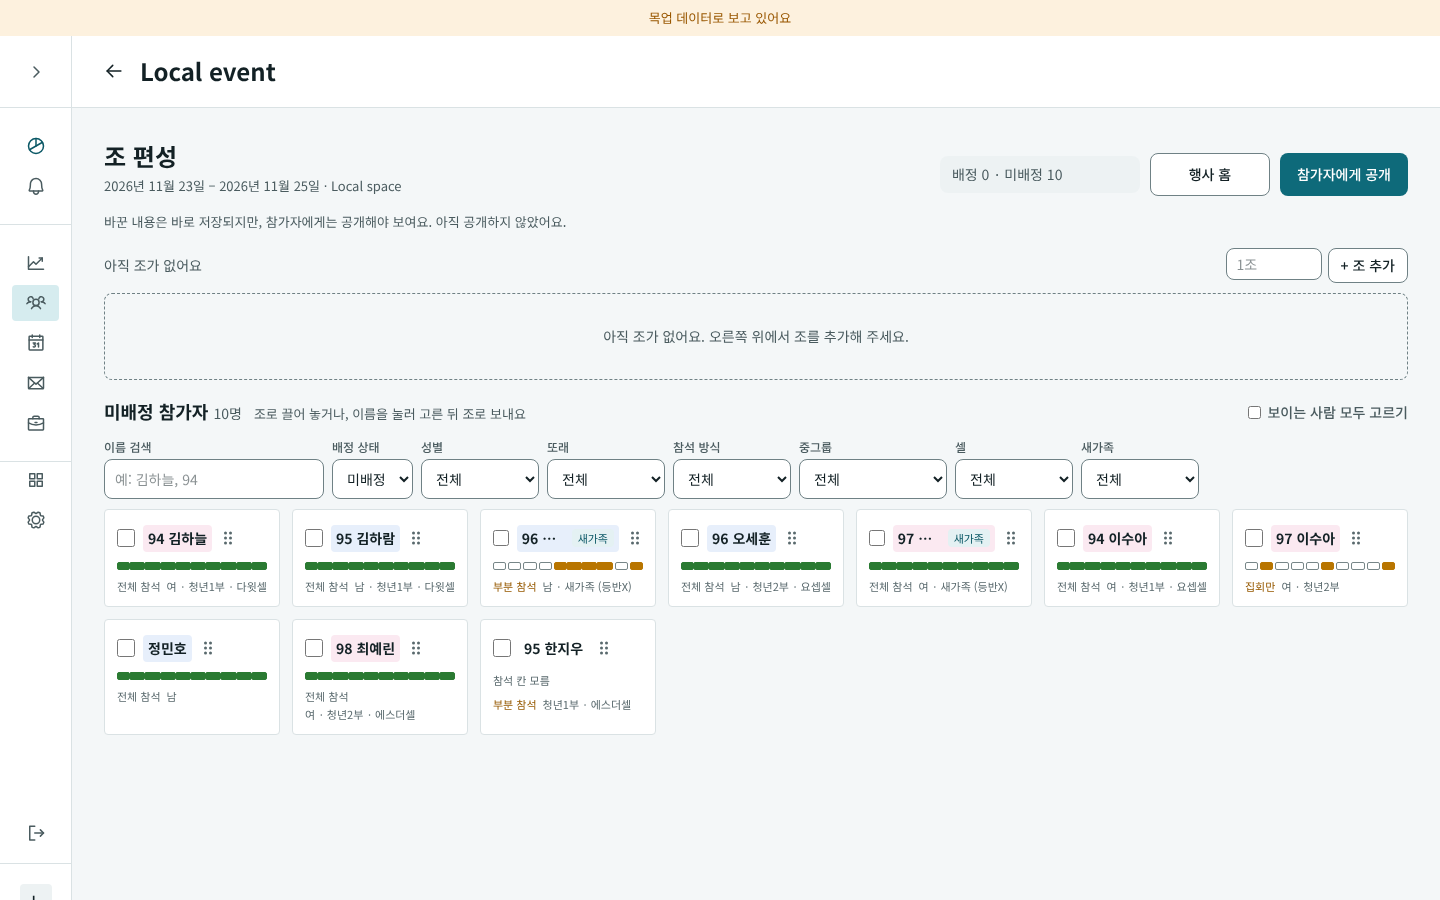 목업 데이터로 보고 있어요
Local event
조 편성
2026년 11월 23일 – 2026년 11월 25일 · Local space
배정 0 · 미배정 10
행사 홈
참가자에게 공개
바꾼 내용은 바로 저장되지만, 참가자에게는 공개해야 보여요. 아직 공개하지 않았어요.
아직 조가 없어요
1조
+ 조 추가
아직 조가 없어요. 오른쪽 위에서 조를 추가해 주세요.
미배정 참가자 10명 조로 끌어 놓거나, 이름을 눌러 고른 뒤 조로 보내요
보이는 사람 모두 고르기
이름 검색
배정 상태
성별
또래
참석 방식
중그룹
셀
새가족
예: 김하늘, 94
미배정
전체
전체
전체
전체
전체
전체
94 김하늘
전체 참석 여 · 청년1부 · 다윗셀
95 김하람
전체 참석 남 · 청년1부 · 다윗셀
96 … 새가족
부분 참석 남 · 새가족 (등반X)
96 오세훈
전체 참석 남 · 청년2부 · 요셉셀
97 … 새가족
전체 참석 여 · 새가족 (등반X)
94 이수아
전체 참석 여 · 청년1부 · 요셉셀
97 이수아
집회만 여 · 청년2부
정민호
전체 참석 남
98 최예린
전체 참석
여 · 청년2부 · 에스더셀
95 한지우
참석 칸 모름
부분 참석 청년1부 · 에스더셀